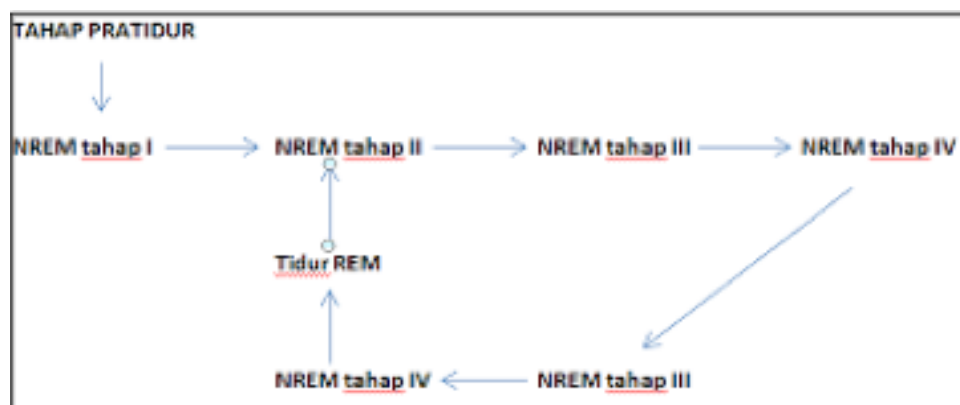 TAHAP PRATIDUR
NREM tahap I NREM tahap II NREM tahap III NREM tahap IV
Tidur REM
NREM tahap IV NREM tahap III